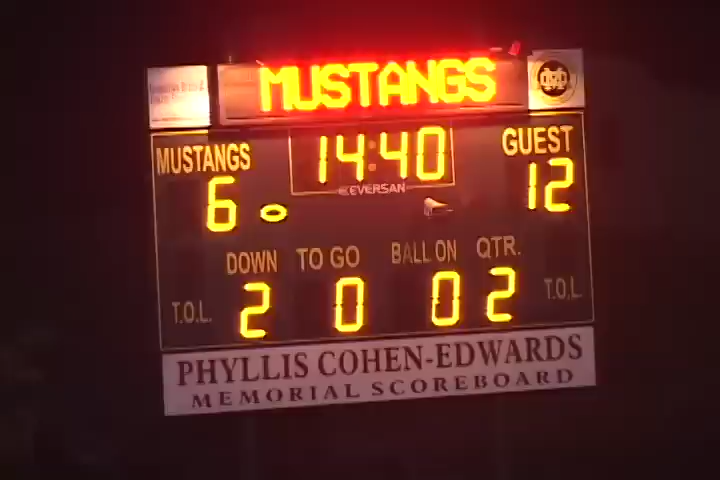 MUSTANGS
MUSTANGS 14:40 GUEST
EVERSAN
6 12
DOWN TO GO BALL ON QTR.
T.O.L. 2 0 0 2 T.O.L.
PHYLLIS COHEN-EDWARDS
MEMORIAL SCOREBOARD